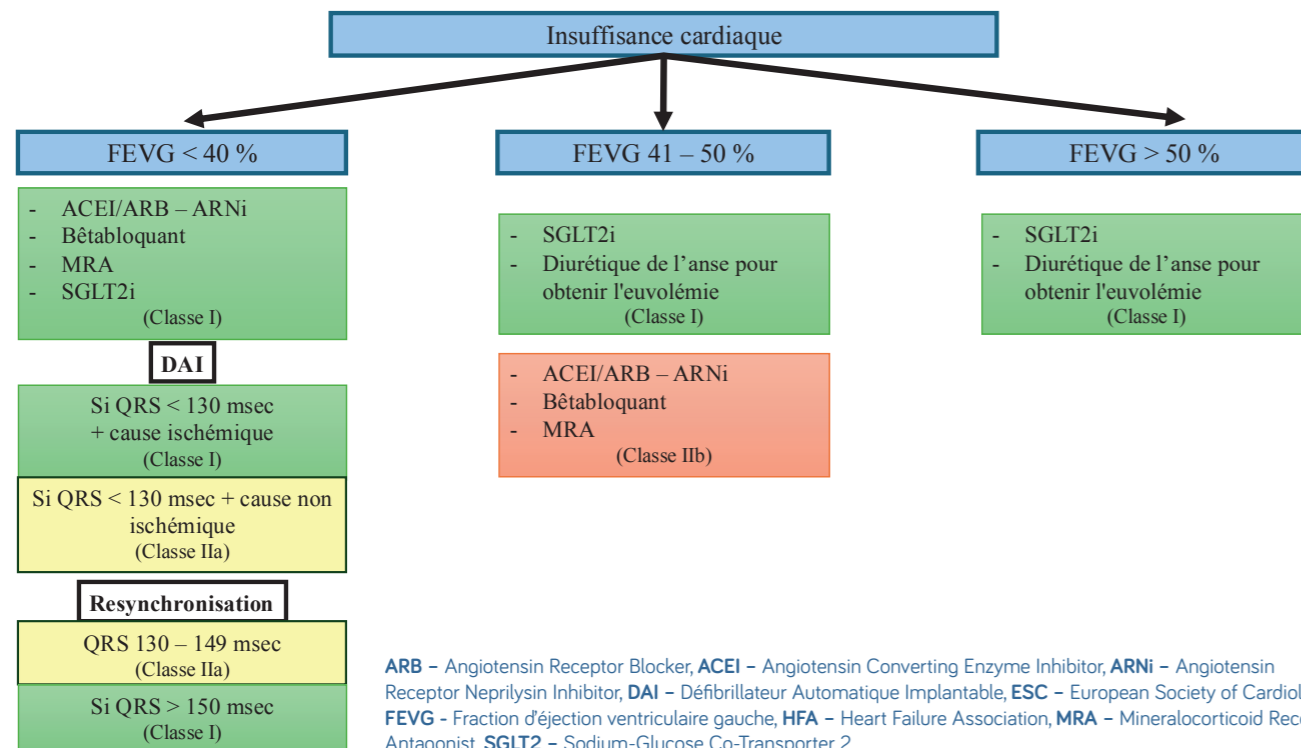 Insuffisance cardiaque
FEVG < 40 %
FEVG 41 – 50 %
FEVG > 50 %
- ACEI/ARB – ARNi
- Bêtabloquant
- MRA
- SGLT2i
(Classe I)
- SGLT2i
- Diurétique de l’anse pour
obtenir l'euvolémie
(Classe I)
- SGLT2i
- Diurétique de l’anse pour
obtenir l'euvolémie
(Classe I)
- ACEI/ARB – ARNi
- Bêtabloquant
- MRA
(Classe IIb)
DAI
Si QRS < 130 msec
+ cause ischémique
(Classe I)
Si QRS < 130 msec + cause non
ischémique
(Classe IIa)
Resynchronisation
QRS 130 – 149 msec
(Classe IIa)
Si QRS > 150 msec
(Classe I)
ARB – Angiotensin Receptor Blocker, ACEI – Angiotensin Converting Enzyme Inhibitor, ARNi – Angiotensin
Receptor Neprilysin Inhibitor, DAI – Défibrillateur Automatique Implantable, ESC – European Society of Cardiol
FEVG - Fraction d’éjection ventriculaire gauche, HFA – Heart Failure Association, MRA – Mineralocorticoid Rece
Antagonist, SGLT2 – Sodium-Glucose Co-Transporter 2